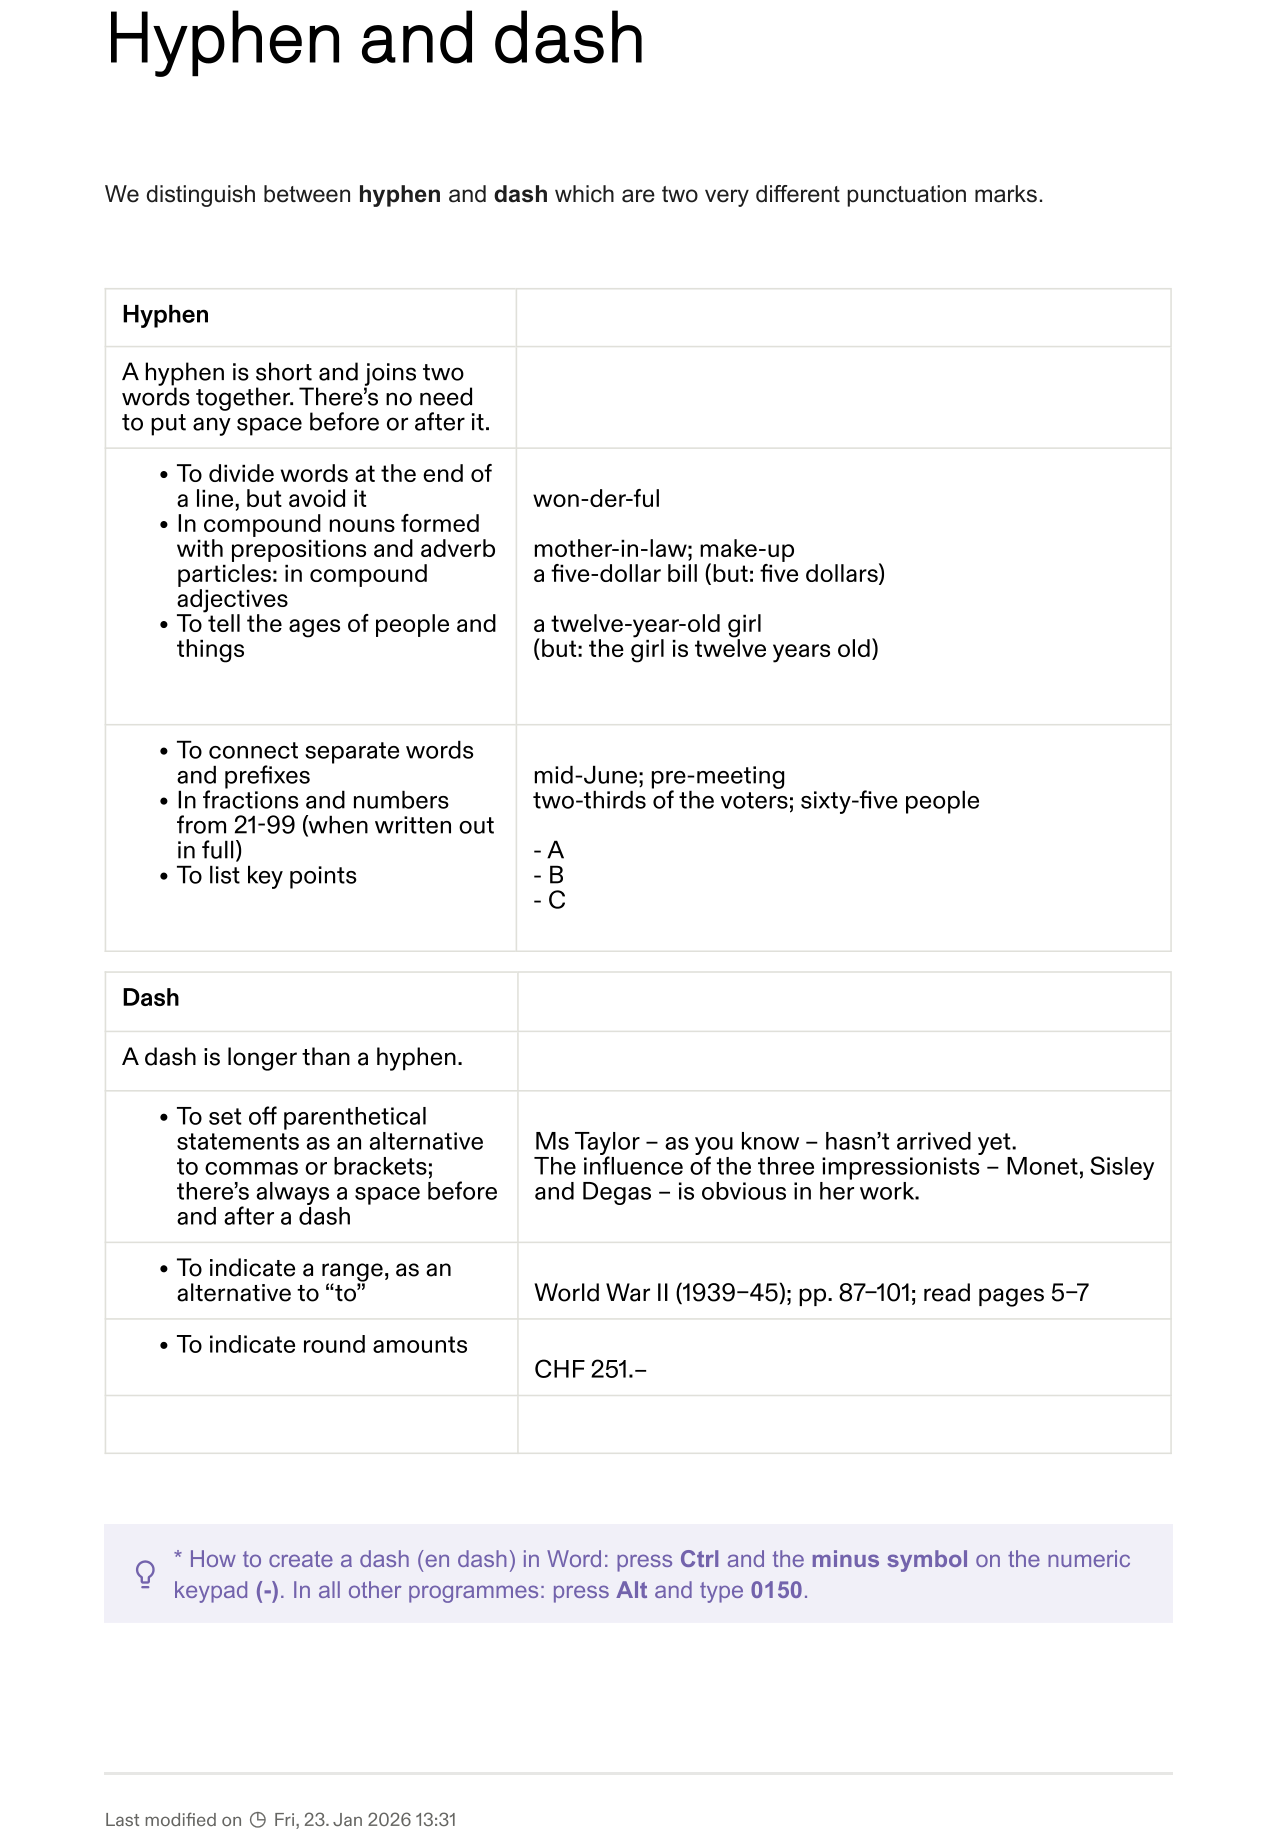 Hyphen and dash
We distinguish between hyphen and dash which are two very different punctuation marks.
Hyphen
A hyphen is short and joins two
words together. There’s no need
to put any space before or after it.
• To divide words at the end of
a line, but avoid it
• In compound nouns formed
with prepositions and adverb
particles: in compound
adjectives
• To tell the ages of people and
things
won-der-ful
mother-in-law; make-up
a five-dollar bill (but: five dollars)
a twelve-year-old girl
(but: the girl is twelve years old)
• To connect separate words
and prefixes
• In fractions and numbers
from 21-99 (when written out
in full)
• To list key points
mid-June; pre-meeting
two-thirds of the voters; sixty-five people
- A
- B
- C
Dash
A dash is longer than a hyphen.
• To set off parenthetical
statements as an alternative
to commas or brackets;
there’s always a space before
and after a dash
Ms Taylor – as you know – hasn’t arrived yet.
The influence of the three impressionists – Monet, Sisley
and Degas – is obvious in her work.
• To indicate a range, as an
alternative to “to”
World War II (1939–45); pp. 87–101; read pages 5–7
• To indicate round amounts
CHF 251.–
* How to create a dash (en dash) in Word: press Ctrl and the minus symbol on the numeric
keypad (-). In all other programmes: press Alt and type 0150.
Last modified on Fri, 23. Jan 2026 13:31